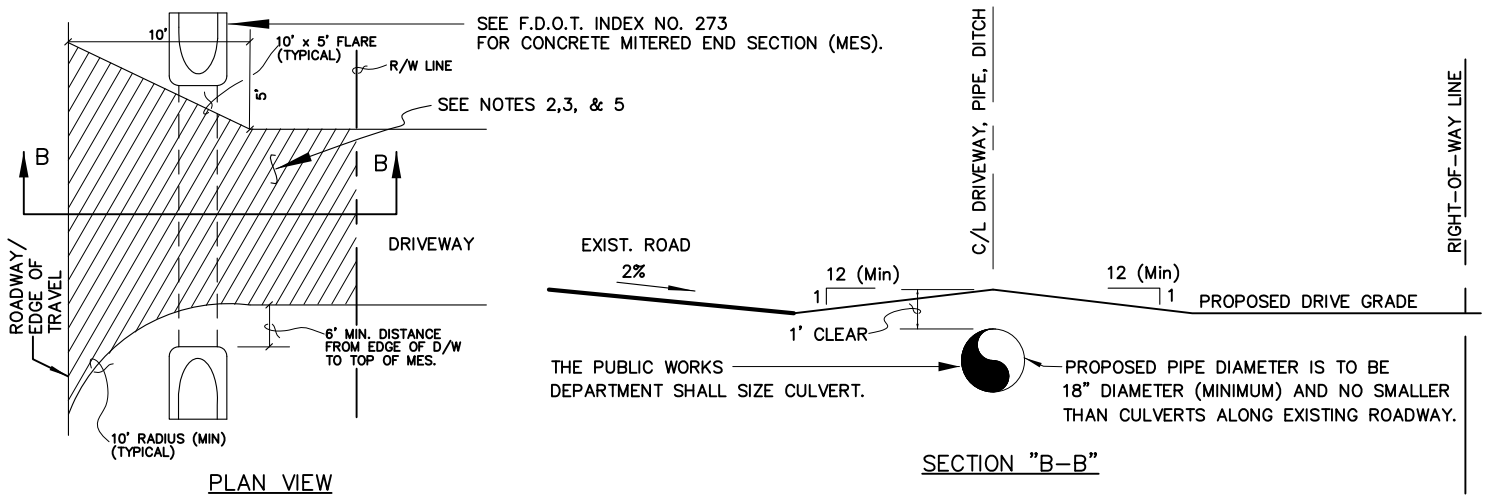 SEE F.D.O.T. INDEX NO. 273
FOR CONCRETE MITERED END SECTION (MES).
10'
10' x 5' FLARE
(TYPICAL)
R/W LINE
5'
SEE NOTES 2,3, & 5
B
B
DRIVEWAY
ROADWAY/
EDGE OF
TRAVEL
6' MIN. DISTANCE
FROM EDGE OF D/W
TO TOP OF MES.
10' RADIUS (MIN)
(TYPICAL)
PLAN VIEW
C/L DRIVEWAY, PIPE, DITCH
RIGHT-OF-WAY LINE
EXIST. ROAD
2%
12 (Min)
1
12 (Min)
1
PROPOSED DRIVE GRADE
1' CLEAR
THE PUBLIC WORKS
DEPARTMENT SHALL SIZE CULVERT.
PROPOSED PIPE DIAMETER IS TO BE
18" DIAMETER (MINIMUM) AND NO SMALLER
THAN CULVERTS ALONG EXISTING ROADWAY.
SECTION "B-B"